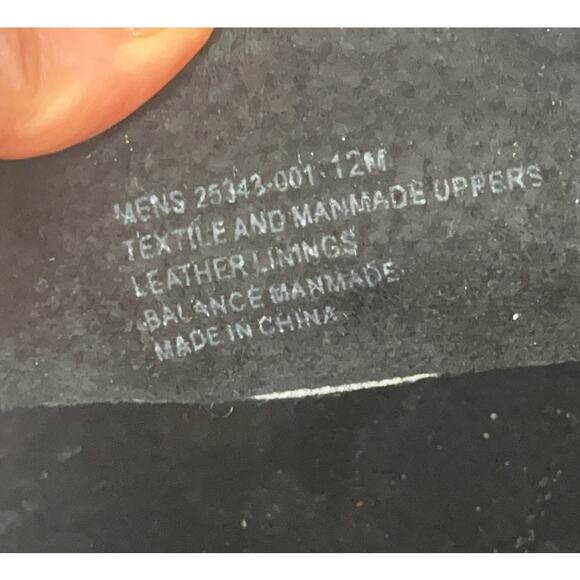 MENS 25343-001 12M
TEXTILE AND MANMADE UPPERS
LEATHER LININGS
BALANCE MANMADE
MADE IN CHINA